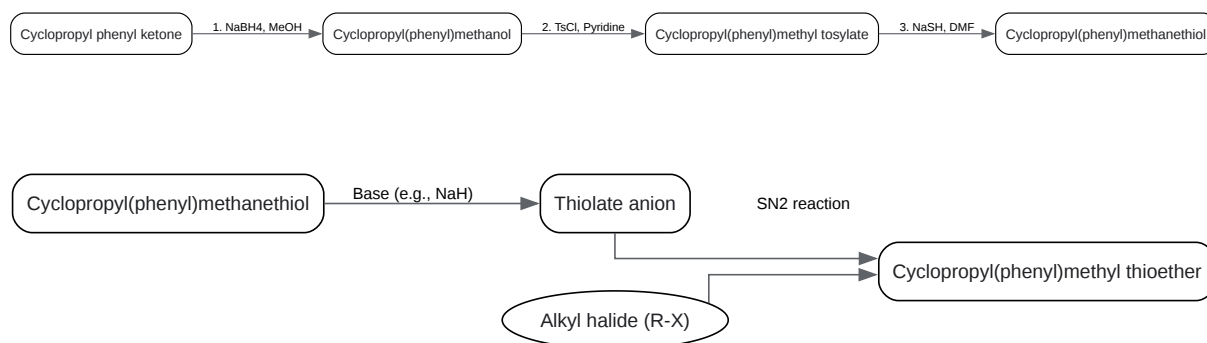 Cyclopropyl phenyl ketone
1. NaBH4, MeOH
Cyclopropyl(phenyl)methanol
2. TsCl, Pyridine
Cyclopropyl(phenyl)methyl tosylate
3. NaSH, DMF
Cyclopropyl(phenyl)methanethiol
Cyclopropyl(phenyl)methanethiol
Base (e.g., NaH)
Thiolate anion
SN2 reaction
Cyclopropyl(phenyl)methyl thioether
Alkyl halide (R-X)